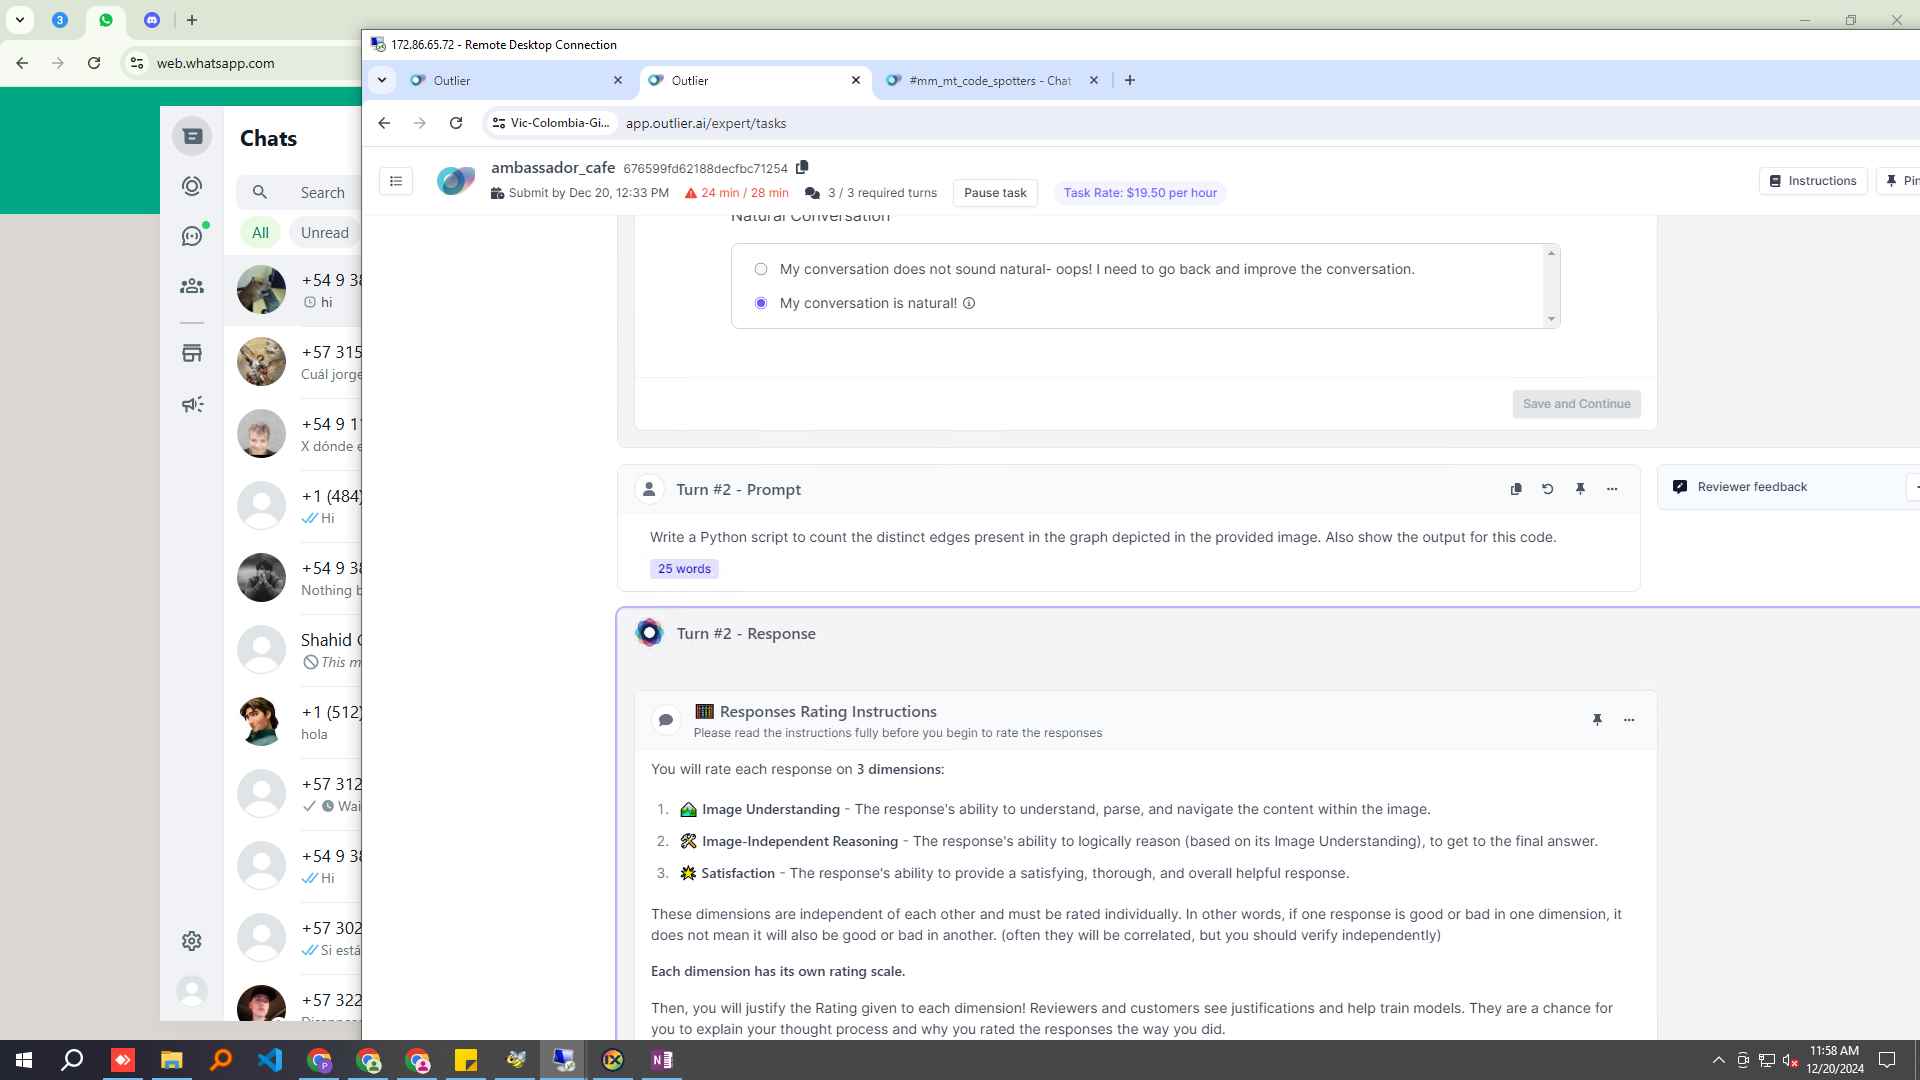 3
web.whatsapp.com
172.86.65.72 - Remote Desktop Connection
Outlier
Outlier
#mm_mt_code_spotters - Chat
Vic-Colombia-Gi...
app.outlier.ai/expert/tasks
Chats
Search
All
Unread
+54 9 38
hi
+57 315
Cuál jorge
+54 9 11
X dónde e
+1 (484)
Hi
+54 9 38
Nothing b
Shahid
This m
+1 (512)
hola
+57 312
Wai
+54 9 38
Hi
+57 302
Si está
+57 322
ambassador_cafe 676599fd62188decfbc71254
Submit by Dec 20, 12:33 PM 24 min / 28 min 3 / 3 required turns Pause task Task Rate: $19.50 per hour
Instructions
Pin
Natural Conversation
My conversation does not sound natural- oops! I need to go back and improve the conversation.
My conversation is natural!
Save and Continue
Turn #2 - Prompt
Write a Python script to count the distinct edges present in the graph depicted in the provided image. Also show the output for this code.
25 words
Reviewer feedback
Turn #2 - Response
Responses Rating Instructions
Please read the instructions fully before you begin to rate the responses
You will rate each response on 3 dimensions:
1. Image Understanding - The response's ability to understand, parse, and navigate the content within the image.
2. Image-Independent Reasoning - The response's ability to logically reason (based on its Image Understanding), to get to the final answer.
3. Satisfaction - The response's ability to provide a satisfying, thorough, and overall helpful response.
These dimensions are independent of each other and must be rated individually. In other words, if one response is good or bad in one dimension, it
does not mean it will also be good or bad in another. (often they will be correlated, but you should verify independently)
Each dimension has its own rating scale.
Then, you will justify the Rating given to each dimension! Reviewers and customers see justifications and help train models. They are a chance for
you to explain your thought process and why you rated the responses the way you did.
11:58 AM
12/20/2024